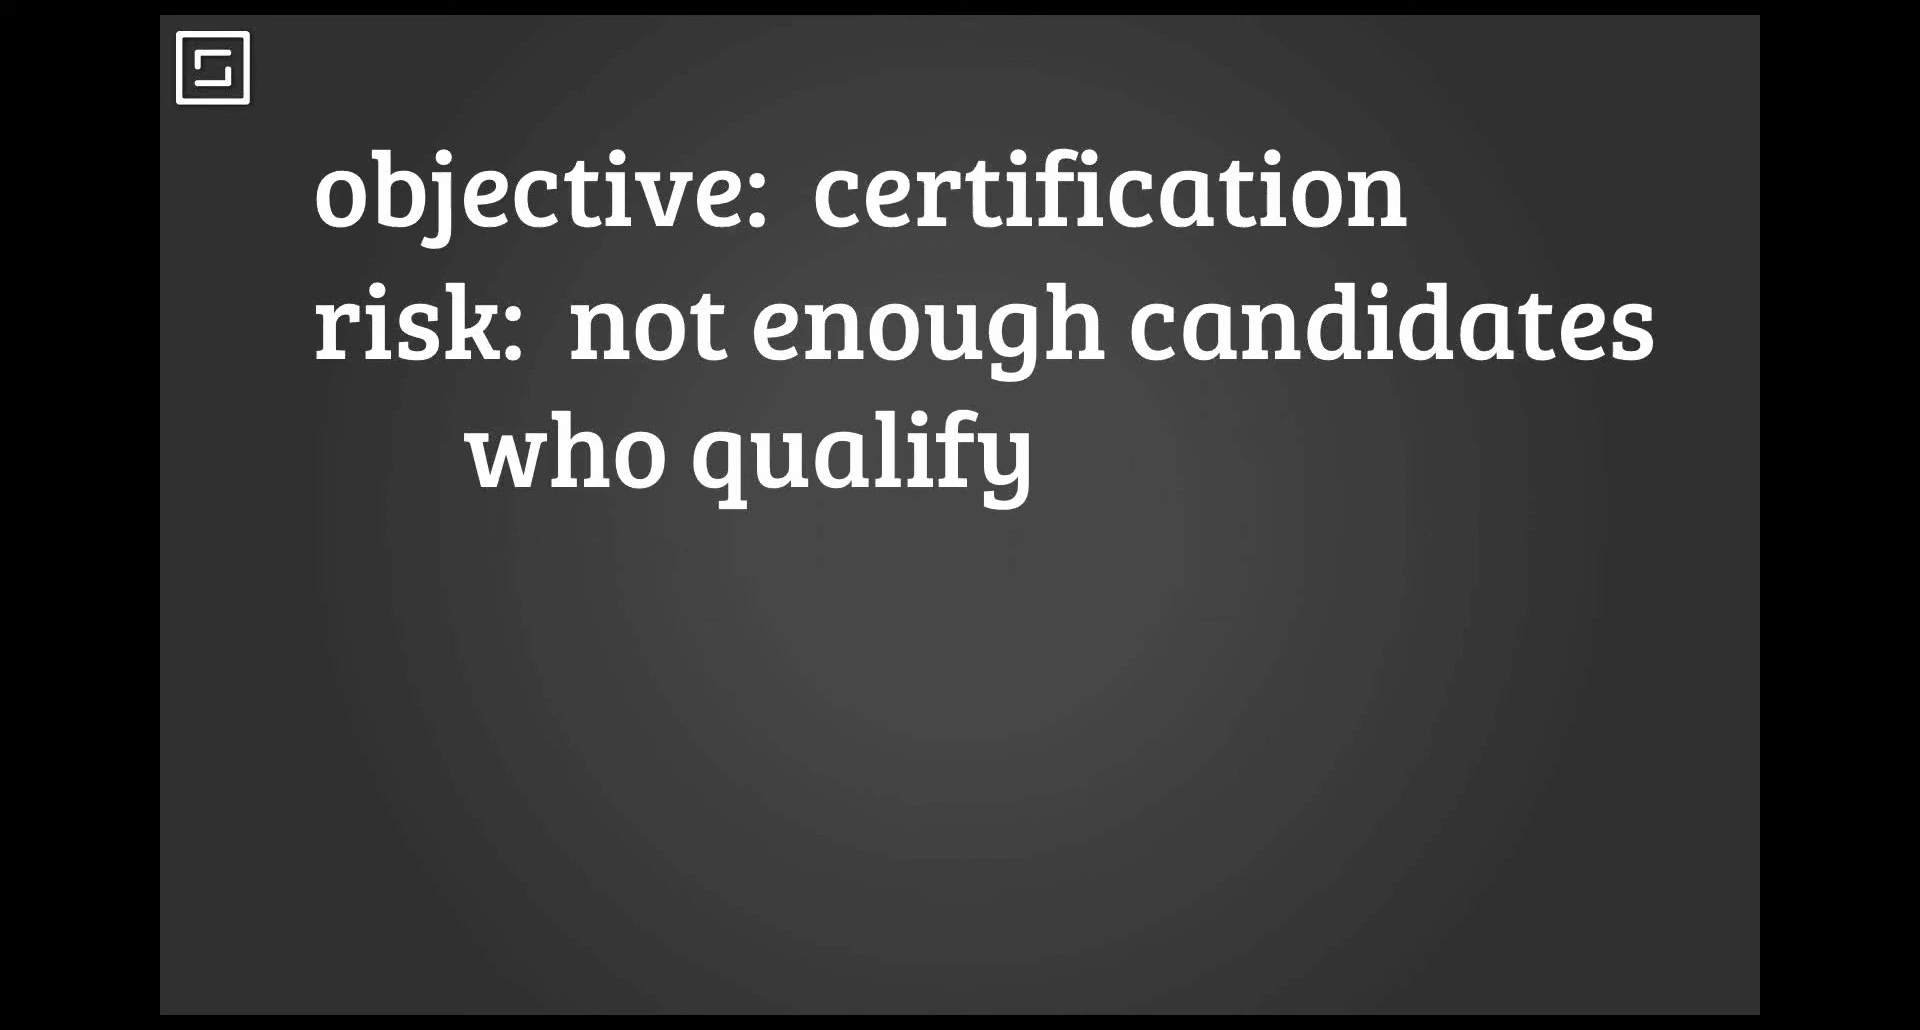 objective: certification
risk: not enough candidates
who qualify